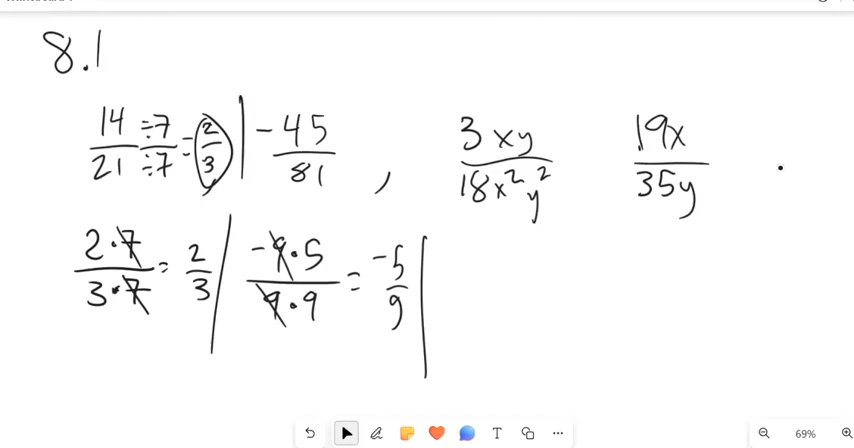 8.1
14/21 ÷7/÷7 = 2/3 | -45/81 , 3xy/18x²y² 19x/35y .
2·7/3·7 = 2/3 | -9·5/9·9 = -5/9 |
T
69%